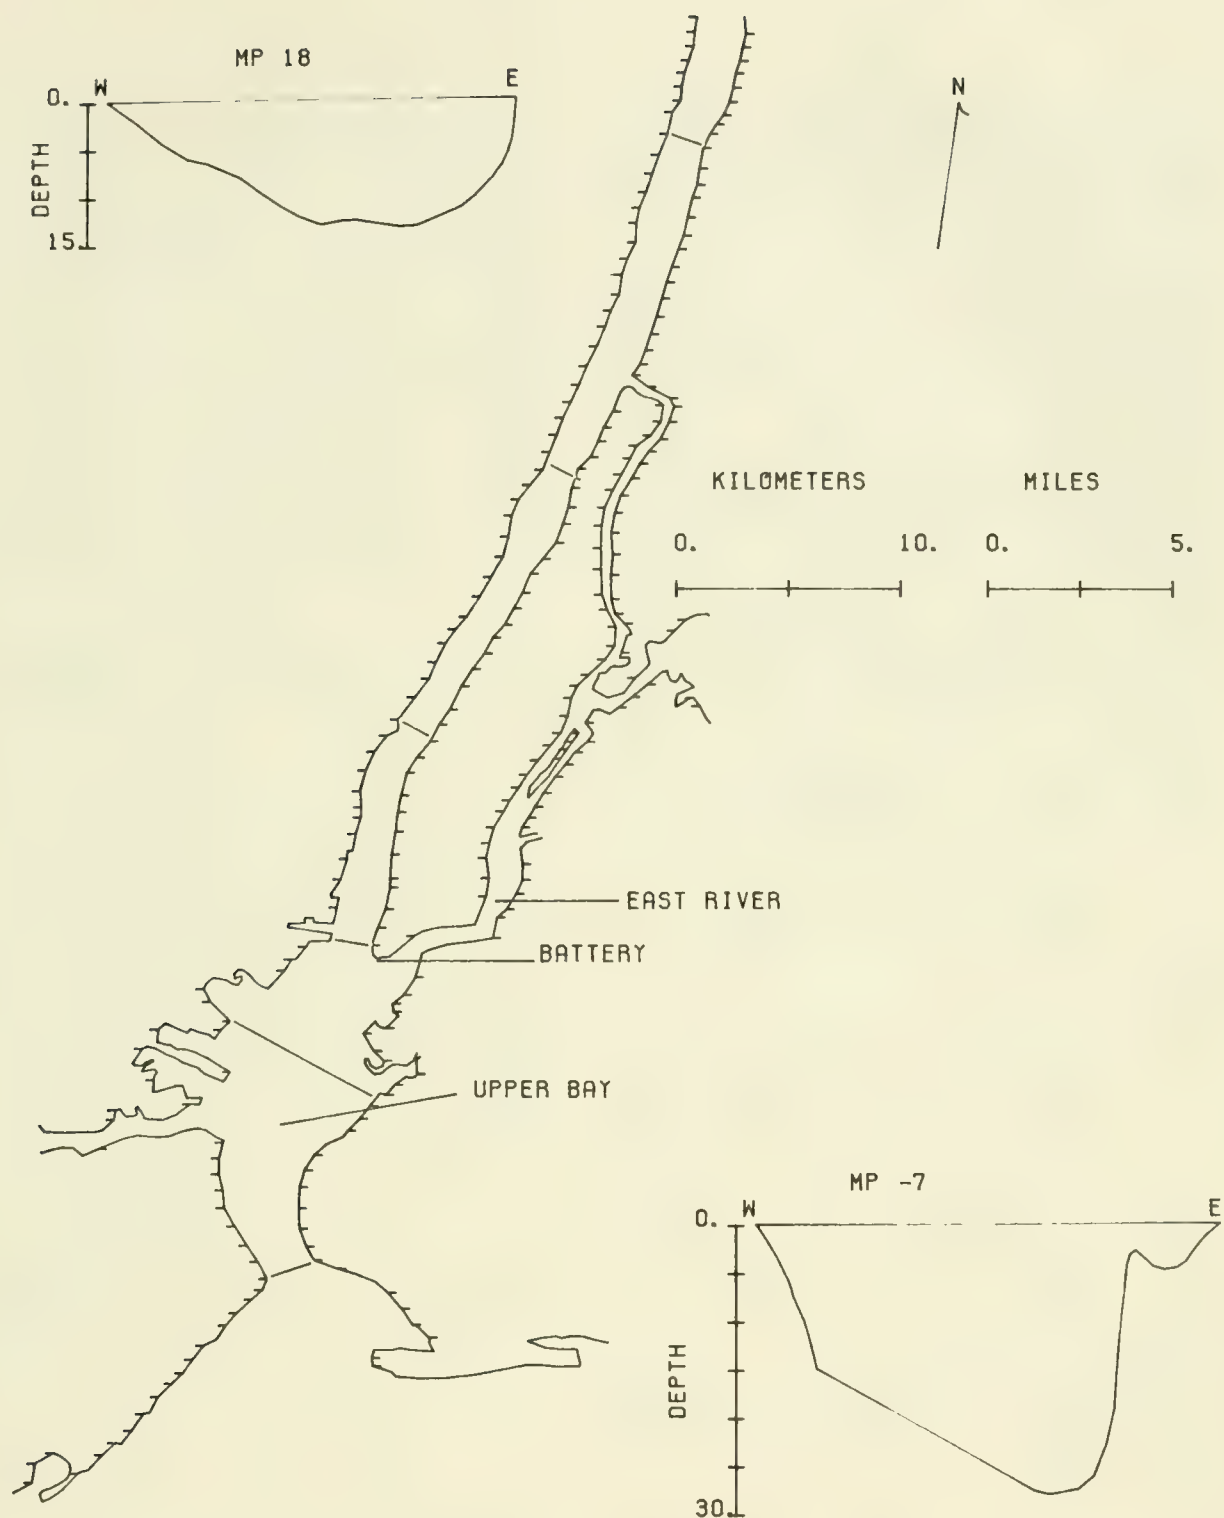 MP 18
W E
0.
DEPTH
15.
N
KILOMETERS MILES
0. 10. 0. 5.
EAST RIVER
BATTERY
UPPER BAY
MP -7
W E
0.
DEPTH
30.